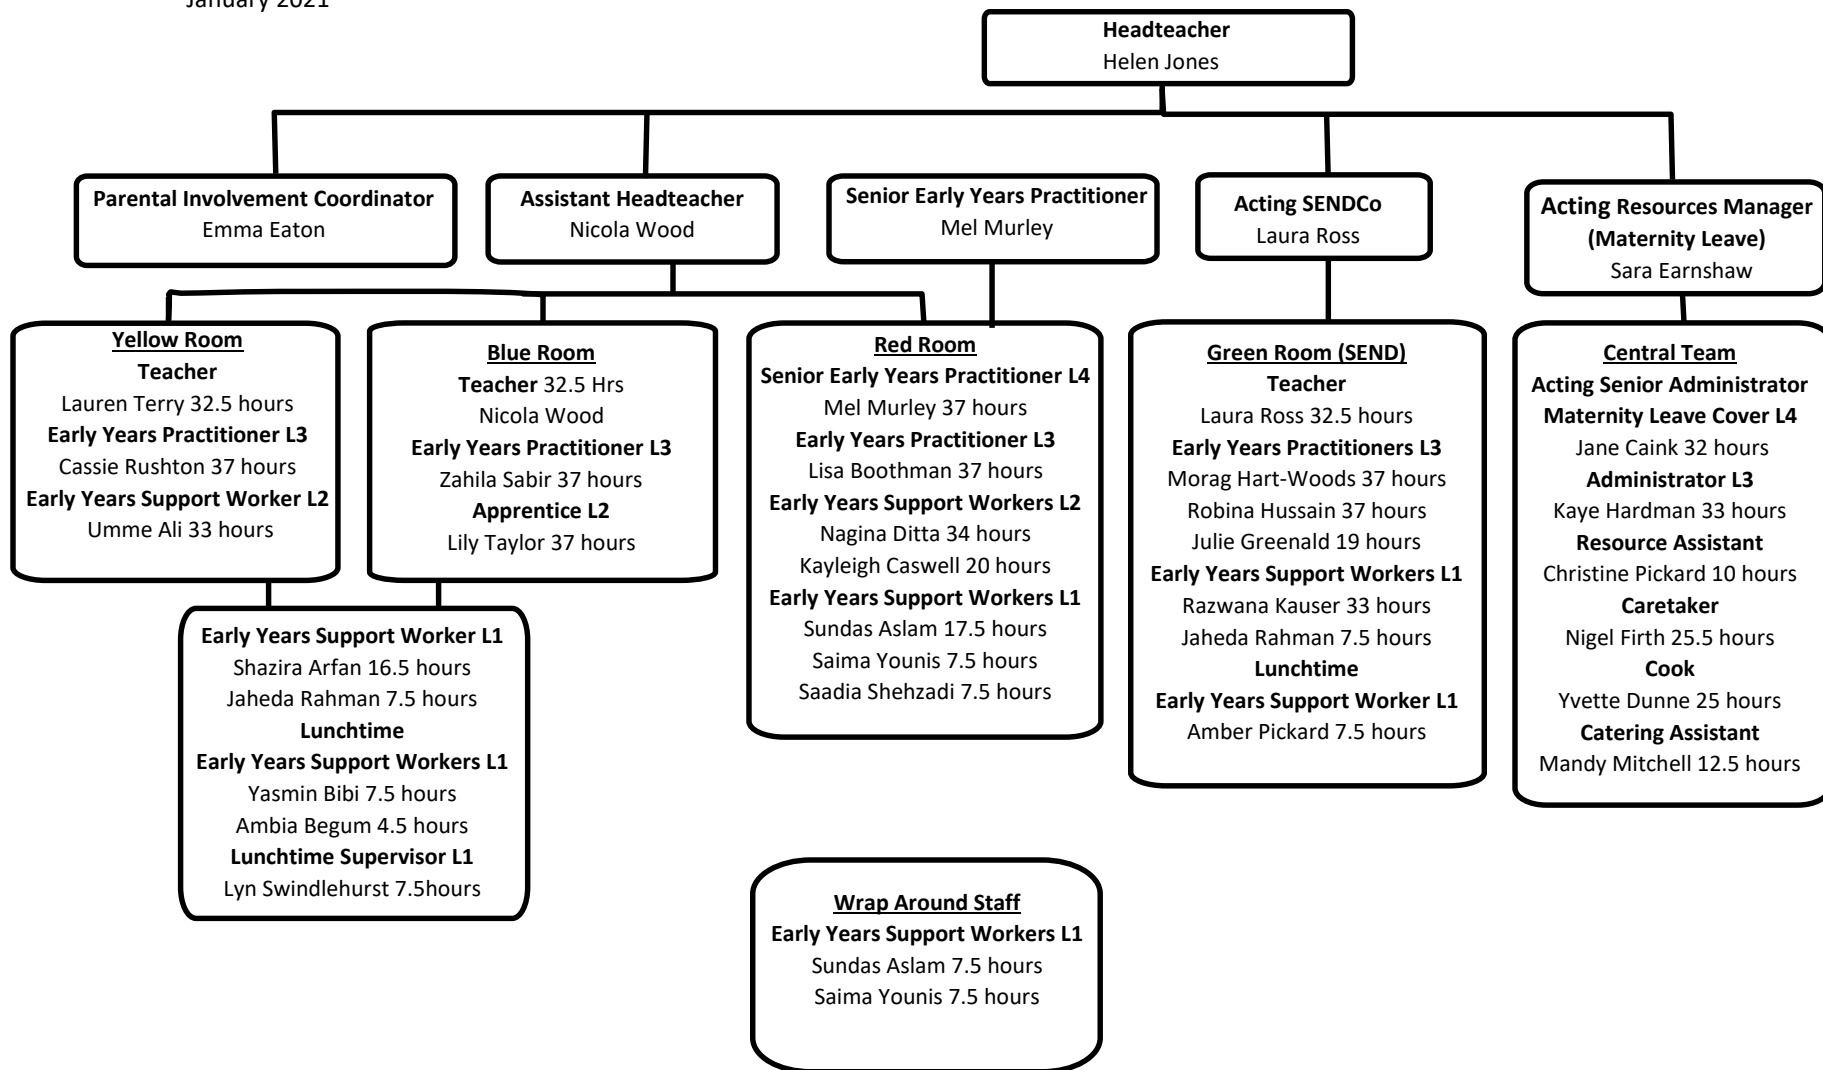 January 2021
Headteacher
Helen Jones
Parental Involvement Coordinator
Emma Eaton
Assistant Headteacher
Nicola Wood
Senior Early Years Practitioner
Mel Murley
Acting SENDCo
Laura Ross
Acting Resources Manager
(Maternity Leave)
Sara Earnshaw
Yellow Room
Teacher
Lauren Terry 32.5 hours
Early Years Practitioner L3
Cassie Rushton 37 hours
Early Years Support Worker L2
Umme Ali 33 hours
Blue Room
Teacher 32.5 Hrs
Nicola Wood
Early Years Practitioner L3
Zahila Sabir 37 hours
Apprentice L2
Lily Taylor 37 hours
Red Room
Senior Early Years Practitioner L4
Mel Murley 37 hours
Early Years Practitioner L3
Lisa Boothman 37 hours
Early Years Support Workers L2
Nagina Ditta 34 hours
Kayleigh Caswell 20 hours
Early Years Support Workers L1
Sundas Aslam 17.5 hours
Saima Younis 7.5 hours
Saadia Shehzadi 7.5 hours
Green Room (SEND)
Teacher
Laura Ross 32.5 hours
Early Years Practitioners L3
Morag Hart-Woods 37 hours
Robina Hussain 37 hours
Julie Greenald 19 hours
Early Years Support Workers L1
Razwana Kauser 33 hours
Jaheda Rahman 7.5 hours
Lunchtime
Early Years Support Worker L1
Amber Pickard 7.5 hours
Central Team
Acting Senior Administrator
Maternity Leave Cover L4
Jane Caink 32 hours
Administrator L3
Kaye Hardman 33 hours
Resource Assistant
Christine Pickard 10 hours
Caretaker
Nigel Firth 25.5 hours
Cook
Yvette Dunne 25 hours
Catering Assistant
Mandy Mitchell 12.5 hours
Early Years Support Worker L1
Shazira Arfan 16.5 hours
Jaheda Rahman 7.5 hours
Lunchtime
Early Years Support Workers L1
Yasmin Bibi 7.5 hours
Ambia Begum 4.5 hours
Lunchtime Supervisor L1
Lyn Swindlehurst 7.5hours
Wrap Around Staff
Early Years Support Workers L1
Sundas Aslam 7.5 hours
Saima Younis 7.5 hours